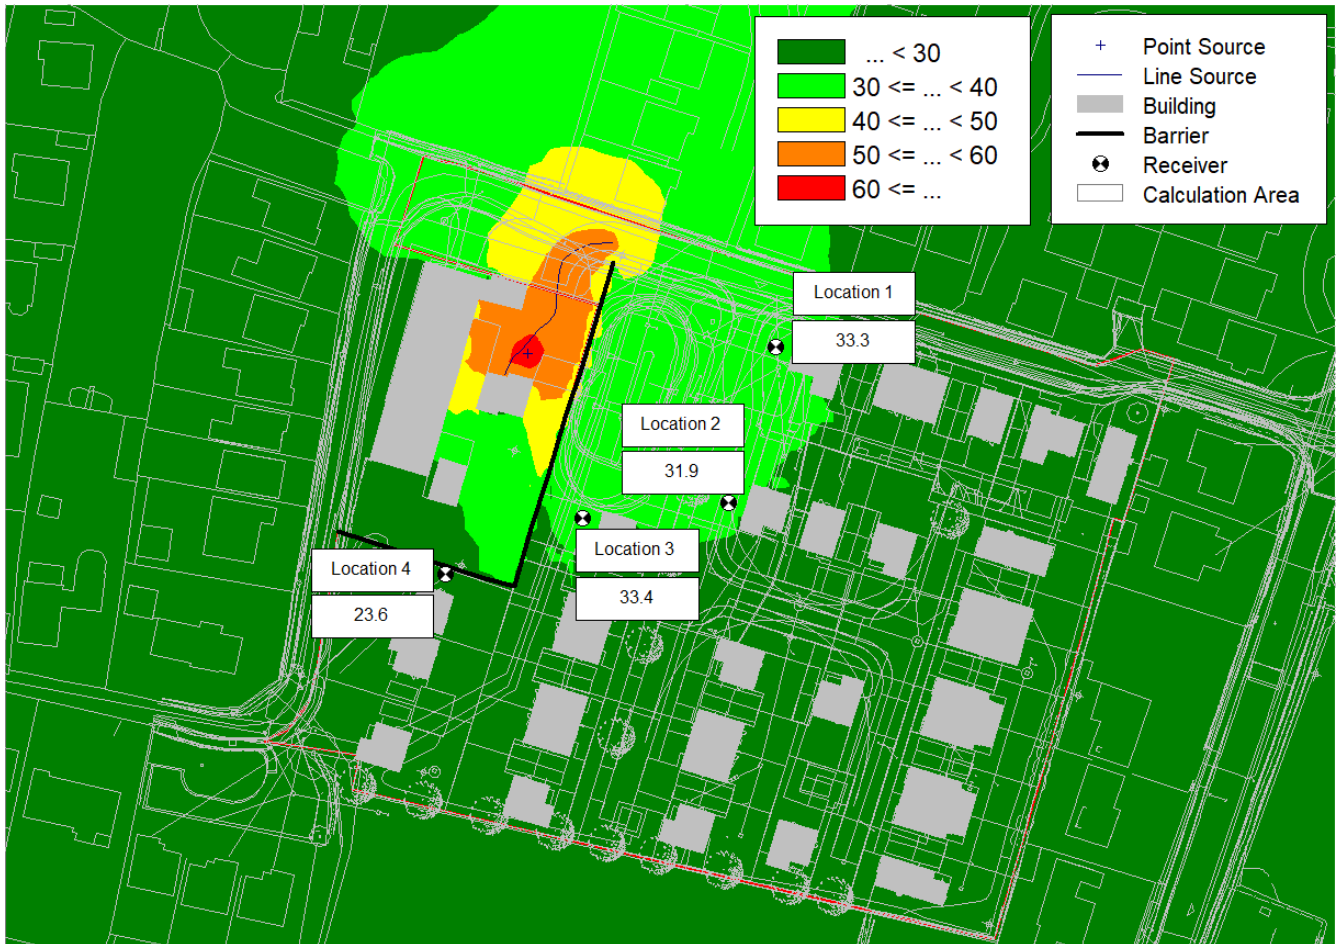 ... < 30
30 <= ... < 40
40 <= ... < 50
50 <= ... < 60
60 <= ...
Point Source
Line Source
Building
Barrier
Receiver
Calculation Area
Location 1
33.3
Location 2
31.9
Location 3
33.4
Location 4
23.6